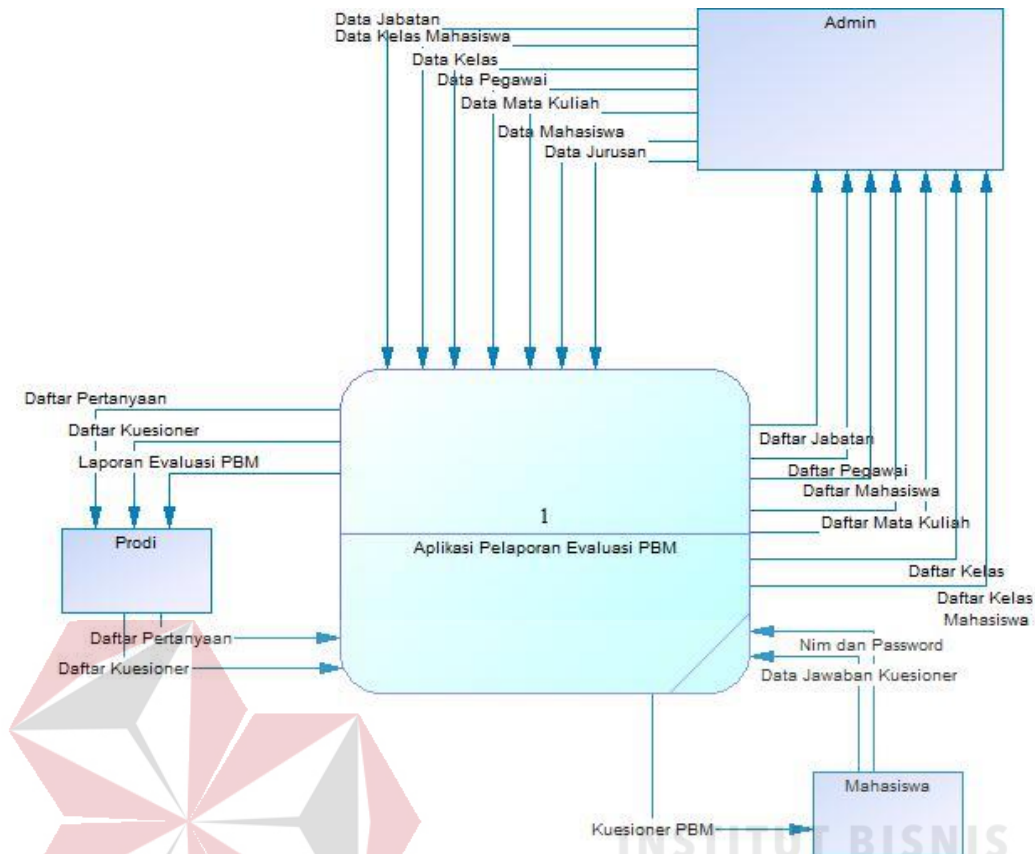 Data Jabatan
Data Kelas Mahasiswa
Data Kelas
Data Pegawai
Data Mata Kuliah
Data Mahasiswa
Data Jurusan
Admin
Daftar Pertanyaan
Daftar Kuesioner
Laporan Evaluasi PBM
Prodi
Daftar Pertanyaan
Daftar Kuesioner
1
Aplikasi Pelaporan Evaluasi PBM
Daftar Jabatan
Daftar Pegawai
Daftar Mahasiswa
Daftar Mata Kuliah
Daftar Kelas
Daftar Kelas
Mahasiswa
Nim dan Password
Data Jawaban Kuesioner
Mahasiswa
Kuesioner PBM
INSTITUT BISNIS